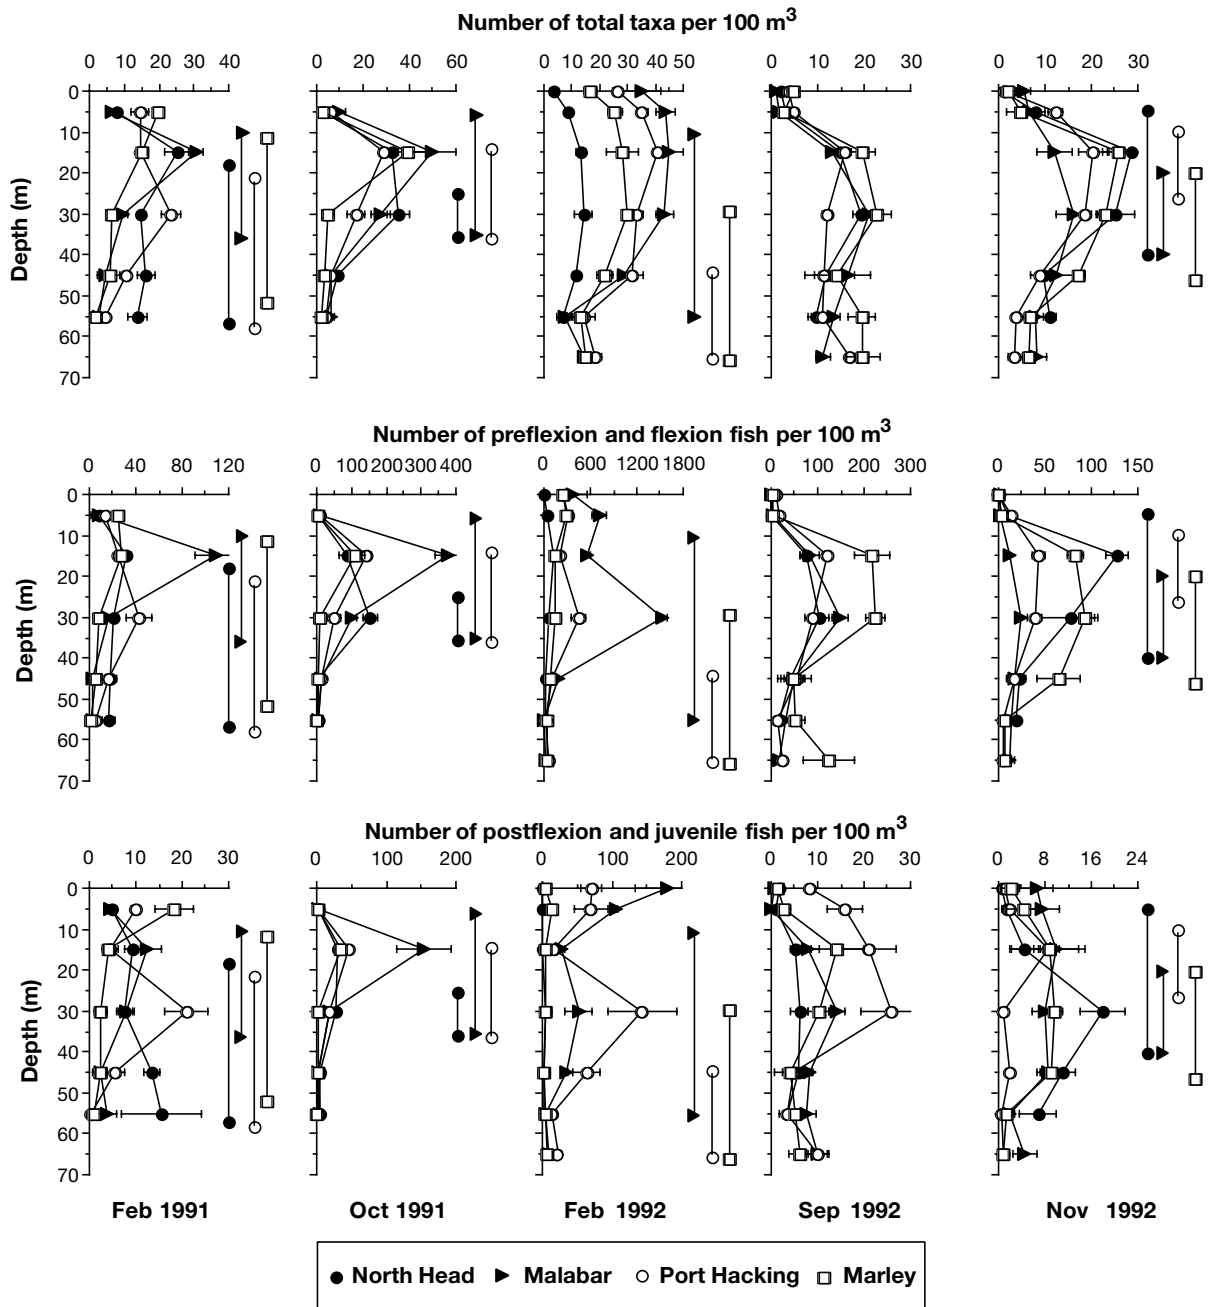 Number of total taxa per 100 m3
0 10 20 30 40 0 20 40 60 0 10 20 30 40 50 0 10 20 30 0 10 20 30
0
10
20
30
40
50
60
70
Depth (m)
Number of preflexion and flexion fish per 100 m3
0 40 80 120 0 100 200 300 400 0 600 1200 1800 0 100 200 300 0 50 100 150
0
10
20
30
40
50
60
70
Depth (m)
Number of postflexion and juvenile fish per 100 m3
0 10 20 30 0 100 200 0 100 200 0 10 20 30 0 8 16 24
0
10
20
30
40
50
60
70
Depth (m)
Feb 1991 Oct 1991 Feb 1992 Sep 1992 Nov 1992
North Head Malabar Port Hacking Marley